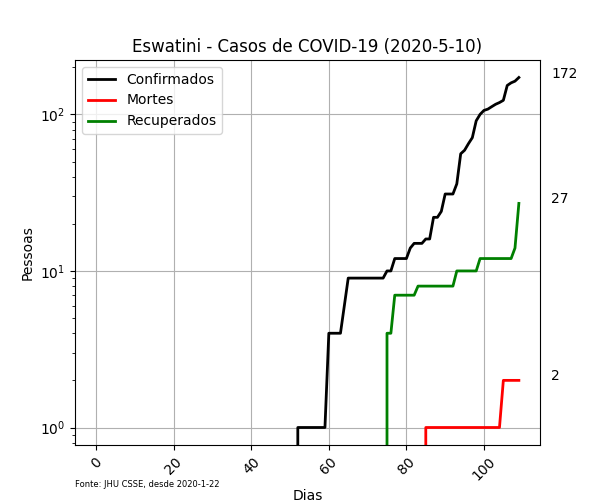 Eswatini - Casos de COVID-19 (2020-5-10)
Confirmados
Mortes
Recuperados
172
27
2
10²
10¹
10⁰
Pessoas
0
20
40
60
80
100
Fonte: JHU CSSE, desde 2020-1-22
Dias